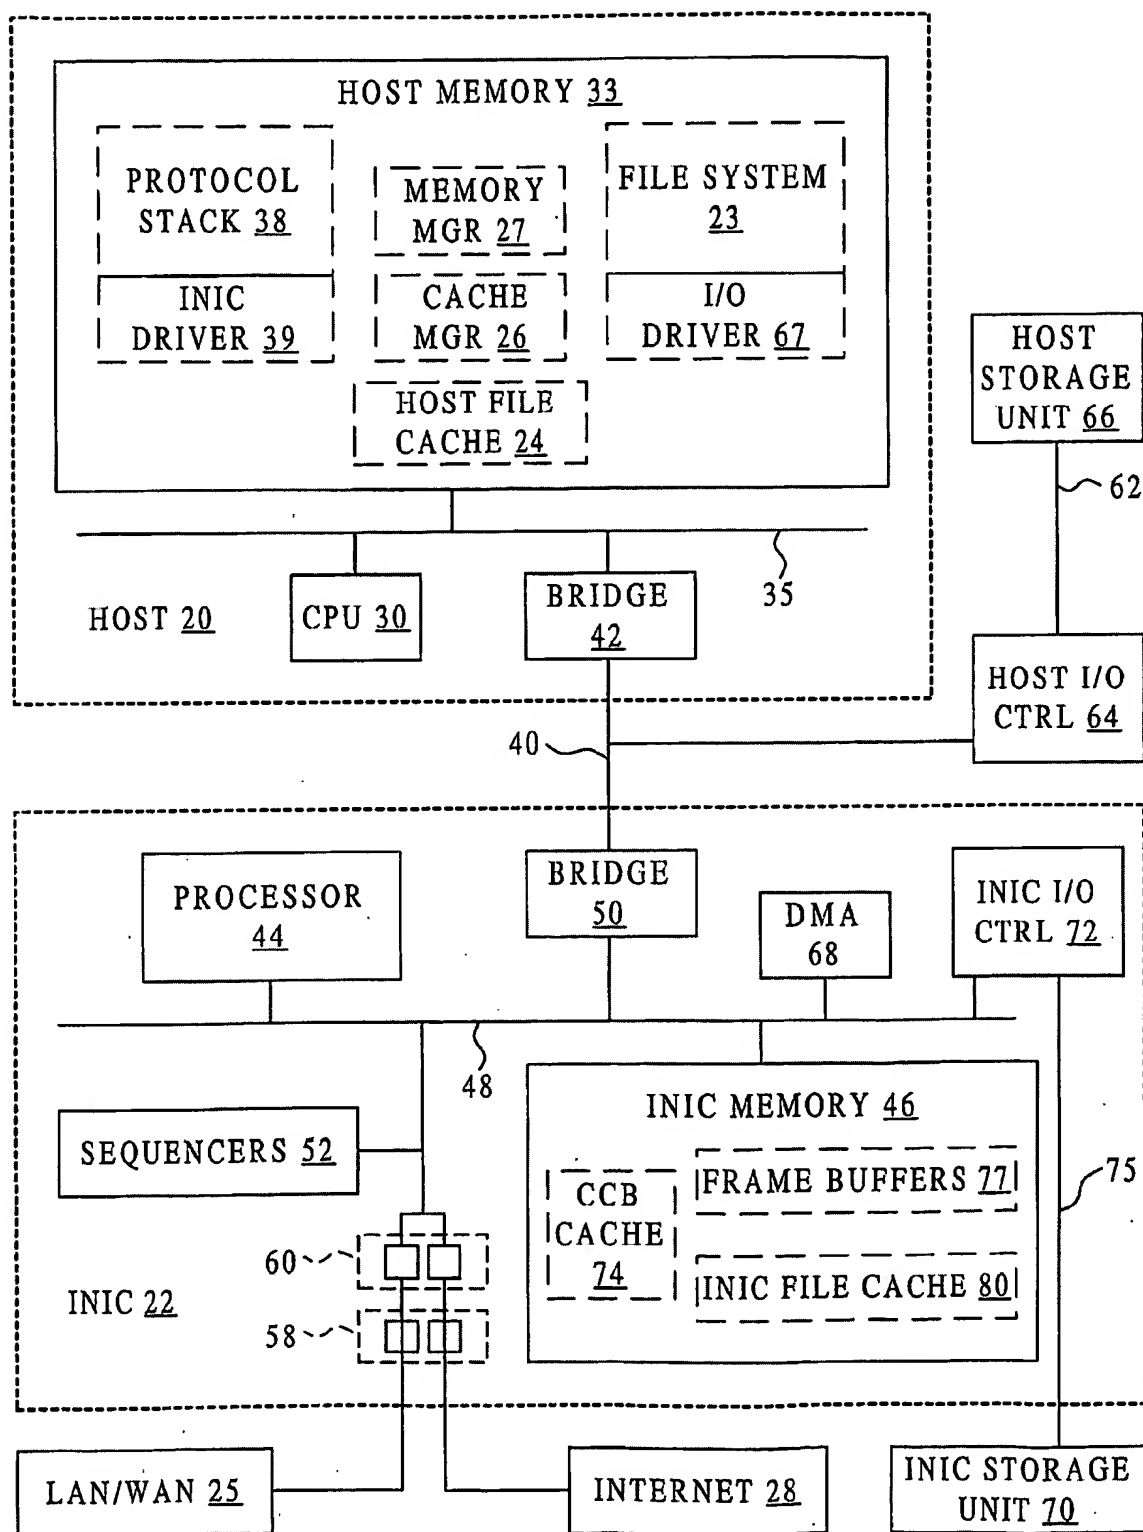 HOST MEMORY 33
PROTOCOL
STACK 38
INIC
DRIVER 39
MEMORY
MGR 27
CACHE
MGR 26
FILE SYSTEM
23
I/O
DRIVER 67
HOST FILE
CACHE 24
HOST
STORAGE
UNIT 66
62
35
HOST 20
CPU 30
BRIDGE
42
HOST I/O
CTRL 64
40
PROCESSOR
44
BRIDGE
50
DMA
68
INIC I/O
CTRL 72
48
SEQUENCERS 52
INIC MEMORY 46
CCB
CACHE
74
FRAME BUFFERS 77
INIC FILE CACHE 80
75
60
58
INIC 22
LAN/WAN 25
INTERNET 28
INIC STORAGE
UNIT 70